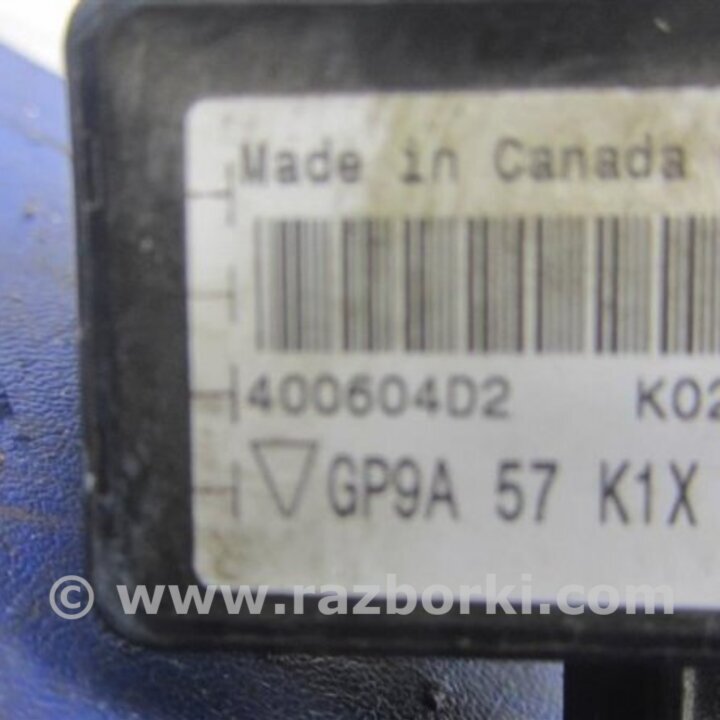 Made in Canada
400604D2 K02
GP9A 57 K1X
© www.razborki.com